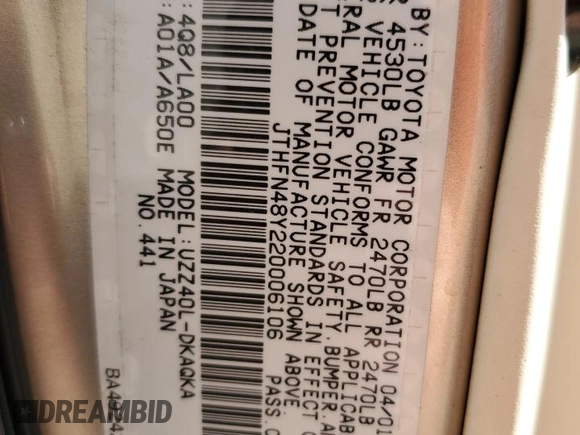 BY: TOYOTA MOTOR CORPORATION 04/01
4530LB GAWR FR 2470LB RR 2470LB
VEHICLE CONFORMS TO ALL APPLICAB
ERAL MOTOR VEHICLE SAFETY, BUMPER, A
T PREVENTION STANDARDS IN EFFECT O
DATE OF MANUFACTURE SHOWN ABOVE
JTHFN48Y220006106 PASS.C
4Q8/LA00 MODEL: UZZ40L-DKAQKA
A01A/A650E MADE IN JAPAN
NO. 441
DREAMBID